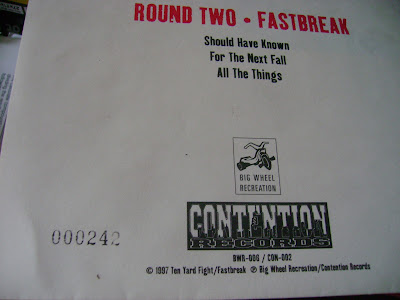 ROUND TWO • FASTBREAK
Should Have Known
For The Next Fall
All The Things
BIG WHEEL
RECREATION
CONTENTION
RECORDS
000242
BWR-006 / CON-002
© 1997 Ten Yard Fight/Fastbreak ℗ Big Wheel Recreation/Contention Records